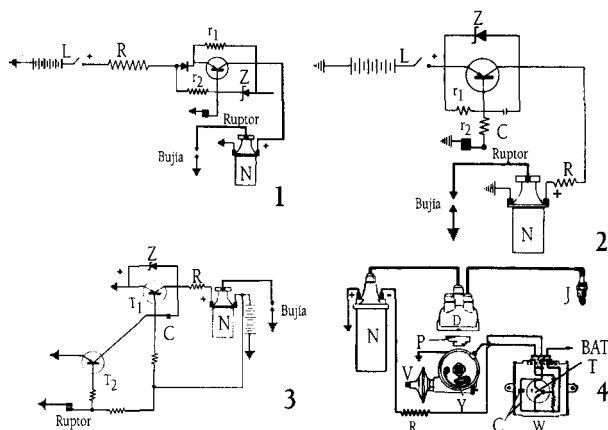 L + R r1 Z
r2
Ruptor
+
Bujía
N
1
Z
L +
r1
r2 C
Ruptor
R
+
Bujía
N
2
Z
+
R
T1
+
C
N
Bujía
T2
Ruptor
3
+ -
N
D
J
P
BAT
T
V
Y
R
C
W
4